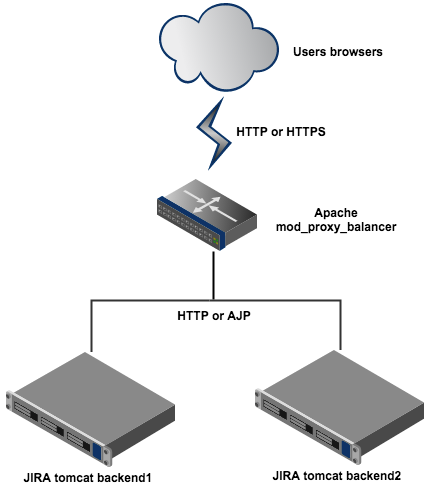 Users browsers
HTTP or HTTPS
Apache
mod_proxy_balancer
HTTP or AJP
JIRA tomcat backend1
JIRA tomcat backend2